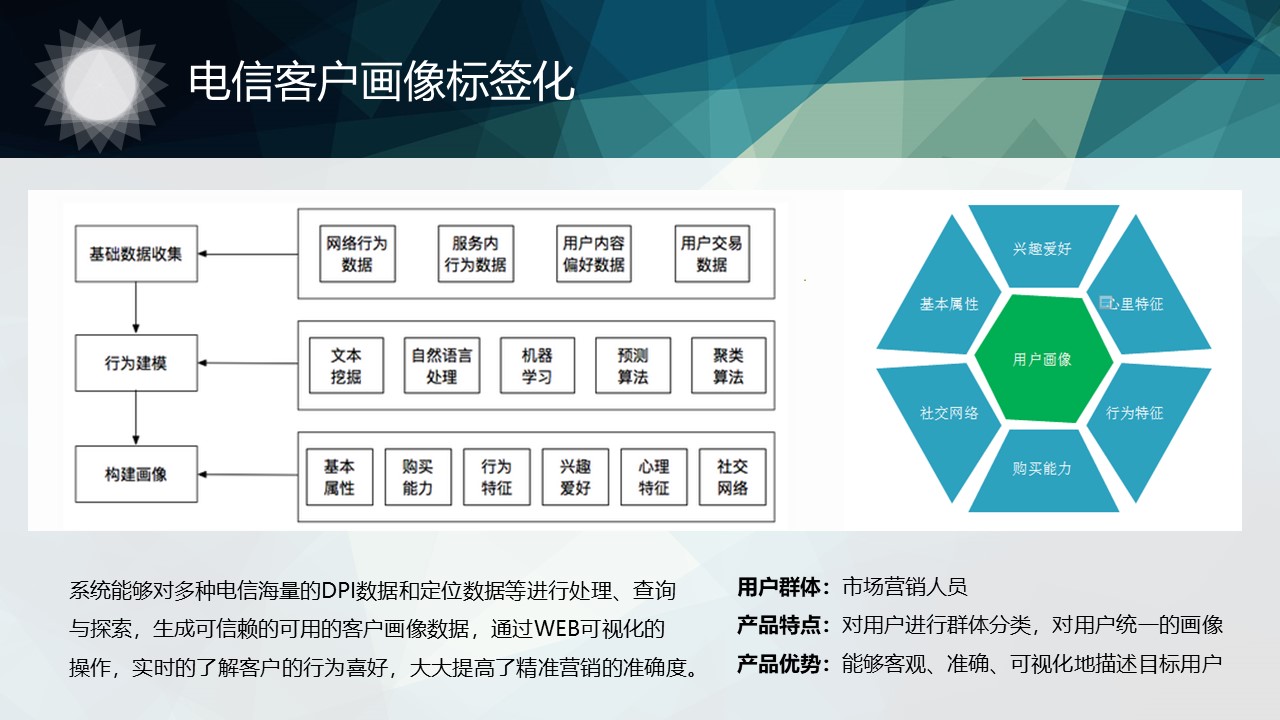 电信客户画像标签化
基础数据收集
网络行为
数据
服务内
行为数据
用户内容
偏好数据
用户交易
数据
行为建模
文本
挖掘
自然语言
处理
机器
学习
预测
算法
聚类
算法
构建画像
基本
属性
购买
能力
行为
特征
兴趣
爱好
心理
特征
社交
网络
兴趣爱好
基本属性
心里特征
用户画像
社交网络
行为特征
购买能力
系统能够对多种电信海量的DPI数据和定位数据等进行处理、查询
与探索，生成可信赖的可用的客户画像数据，通过WEB可视化的
操作，实时的了解客户的行为喜好，大大提高了精准营销的准确度。
用户群体：市场营销人员
产品特点：对用户进行群体分类，对用户统一的画像
产品优势：能够客观、准确、可视化地描述目标用户